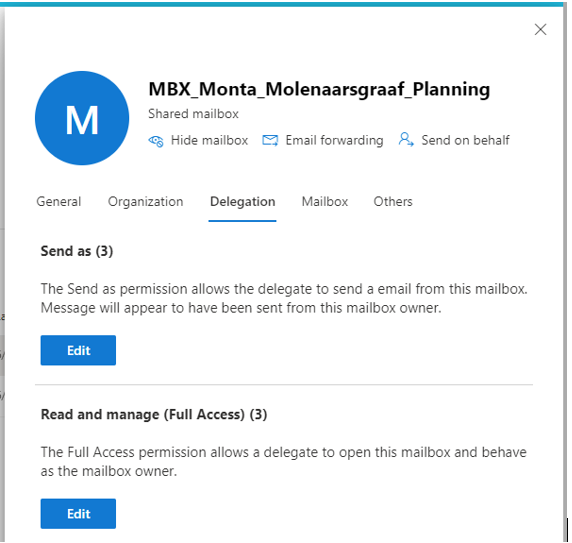 MBX_Monta_Molenaarsgraaf_Planning
M
Shared mailbox
Hide mailbox Email forwarding Send on behalf
General Organization Delegation Mailbox Others
Send as (3)
The Send as permission allows the delegate to send a email from this mailbox.
Message will appear to have been sent from this mailbox owner.
Edit
Read and manage (Full Access) (3)
The Full Access permission allows a delegate to open this mailbox and behave
as the mailbox owner.
Edit